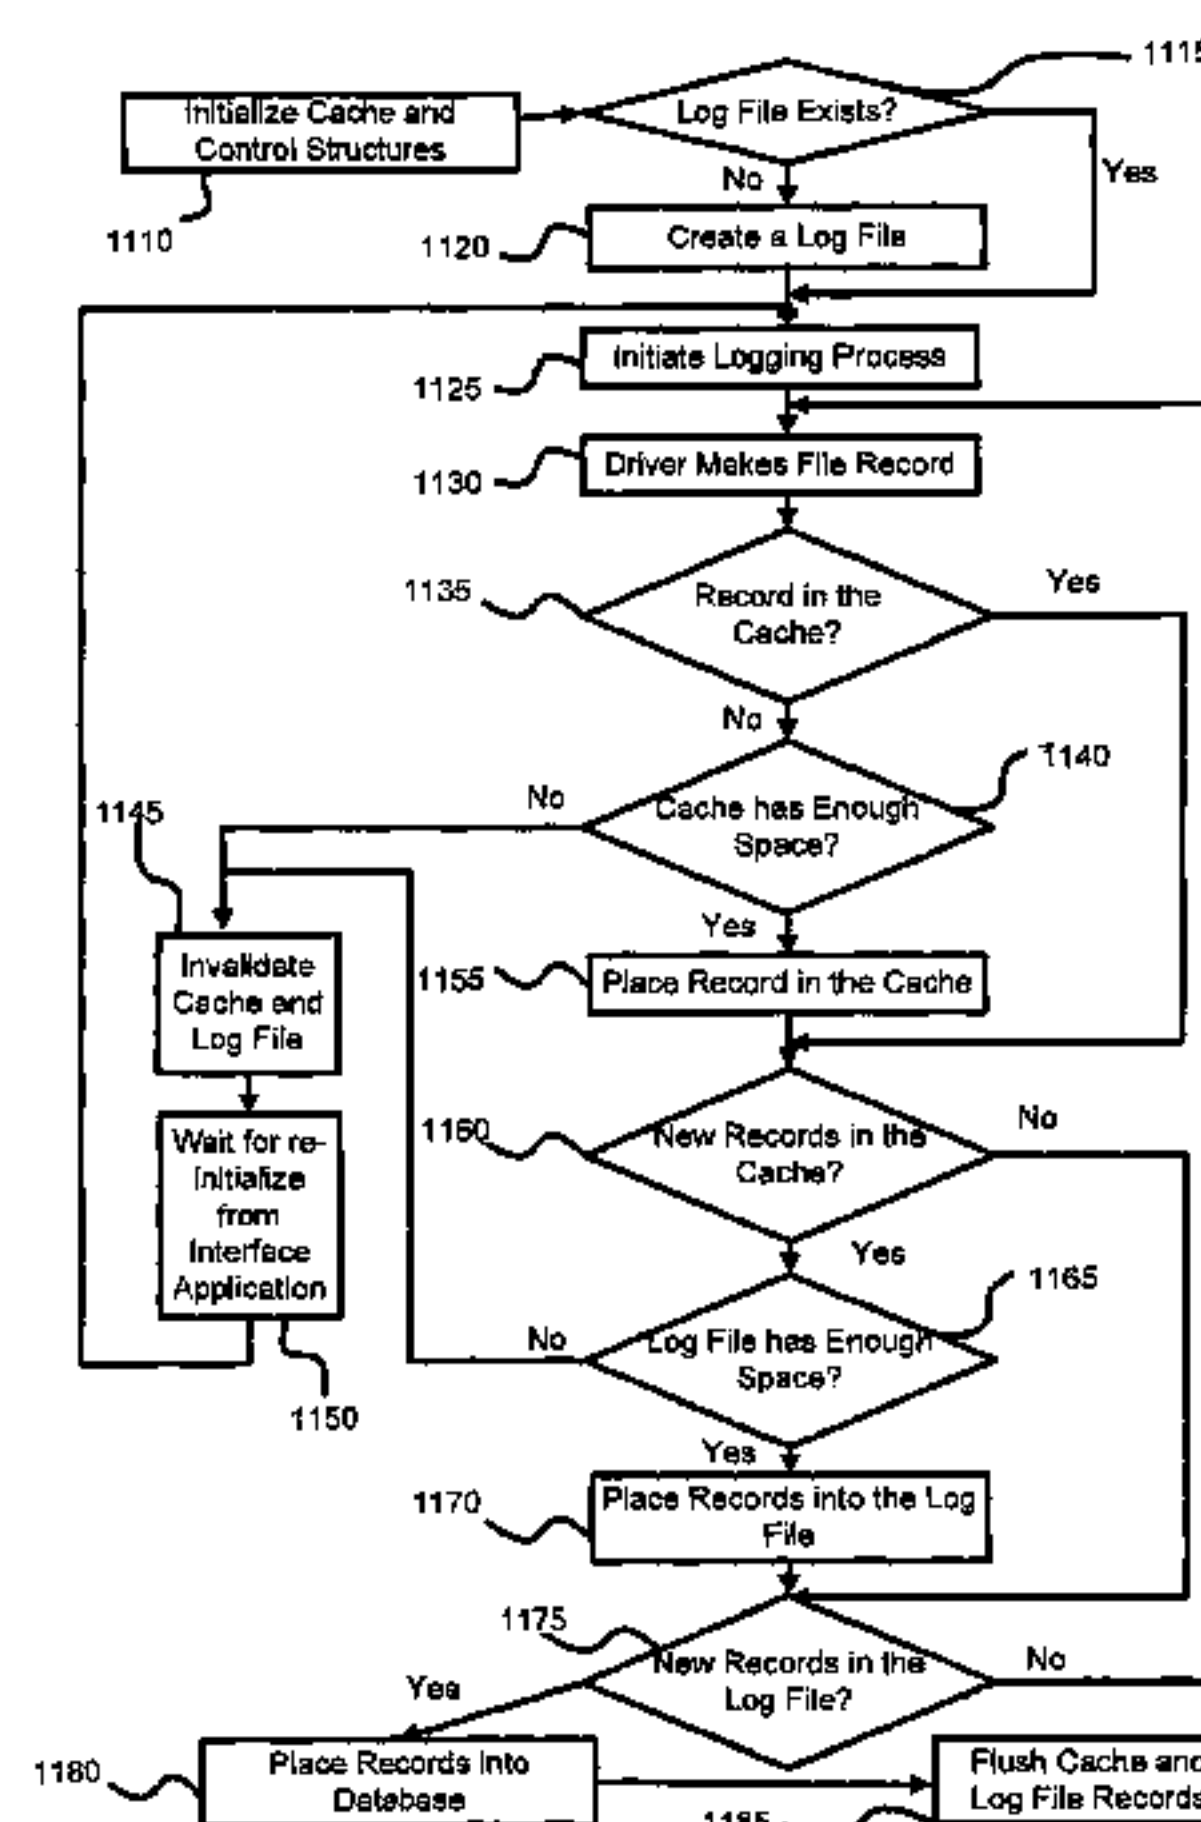 1115
Initialize Cache and
Control Structures
Log File Exists?
Yes
No
1110
1120
Create a Log File
Initiate Logging Process
1125
Driver Makes File Record
1130
1135
Record in the
Cache?
Yes
No
1140
No
Cache has Enough
Space?
1145
Yes
Invalidate
Cache and
Log File
1155
Place Record in the Cache
1160
New Records in the
Cache?
No
Wait for re-
initialize
from
Interface
Application
Yes
1165
No
Log File has Enough
Space?
1150
Yes
1170
Place Records into the Log
File
1175
New Records in the
Log File?
No
Yes
1180
Place Records into
Database
Flush Cache and
Log File Records
1185